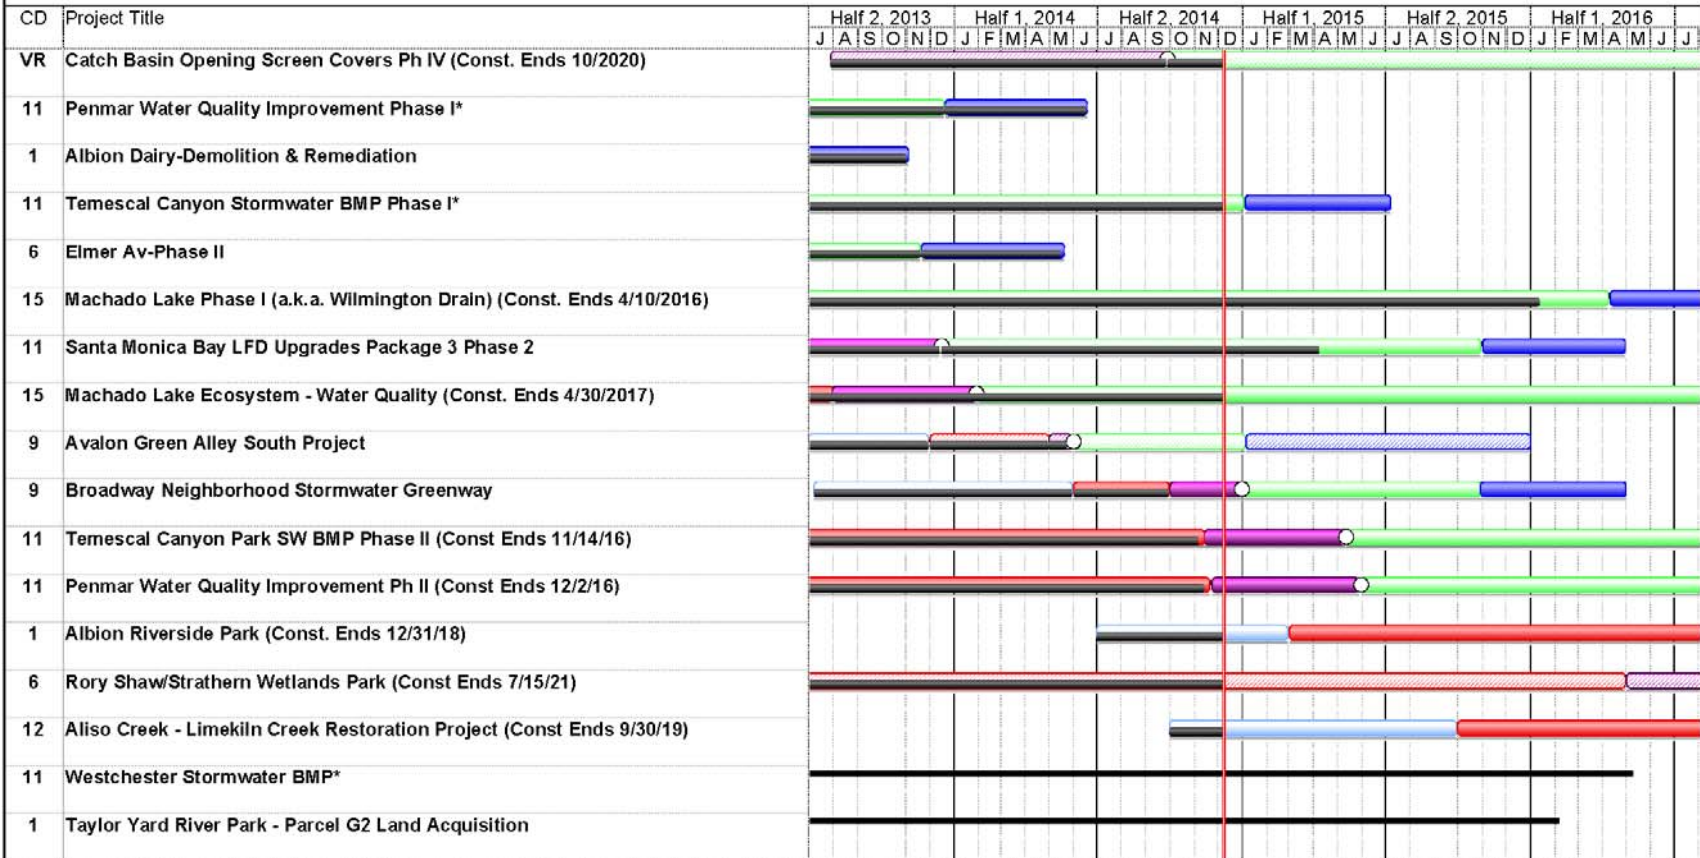 CD Project Title Half 2, 2013 Half 1, 2014 Half 2, 2014 Half 1, 2015 Half 2, 2015 Half 1, 2016
J A S O N D J F M A M J J A S O N D J F M A M J J A S O N D J F M A M J J
VR Catch Basin Opening Screen Covers Ph IV (Const. Ends 10/2020)
11 Penmar Water Quality Improvement Phase I*
1 Albion Dairy-Demolition & Remediation
11 Temescal Canyon Stormwater BMP Phase I*
6 Elmer Av-Phase II
15 Machado Lake Phase I (a.k.a. Wilmington Drain) (Const. Ends 4/10/2016)
11 Santa Monica Bay LFD Upgrades Package 3 Phase 2
15 Machado Lake Ecosystem - Water Quality (Const. Ends 4/30/2017)
9 Avalon Green Alley South Project
9 Broadway Neighborhood Stormwater Greenway
11 Temescal Canyon Park SW BMP Phase II (Const Ends 11/14/16)
11 Penmar Water Quality Improvement Ph II (Const Ends 12/2/16)
1 Albion Riverside Park (Const. Ends 12/31/18)
6 Rory Shaw/Strathern Wetlands Park (Const Ends 7/15/21)
12 Aliso Creek - Limekiln Creek Restoration Project (Const Ends 9/30/19)
11 Westchester Stormwater BMP*
1 Taylor Yard River Park - Parcel G2 Land Acquisition